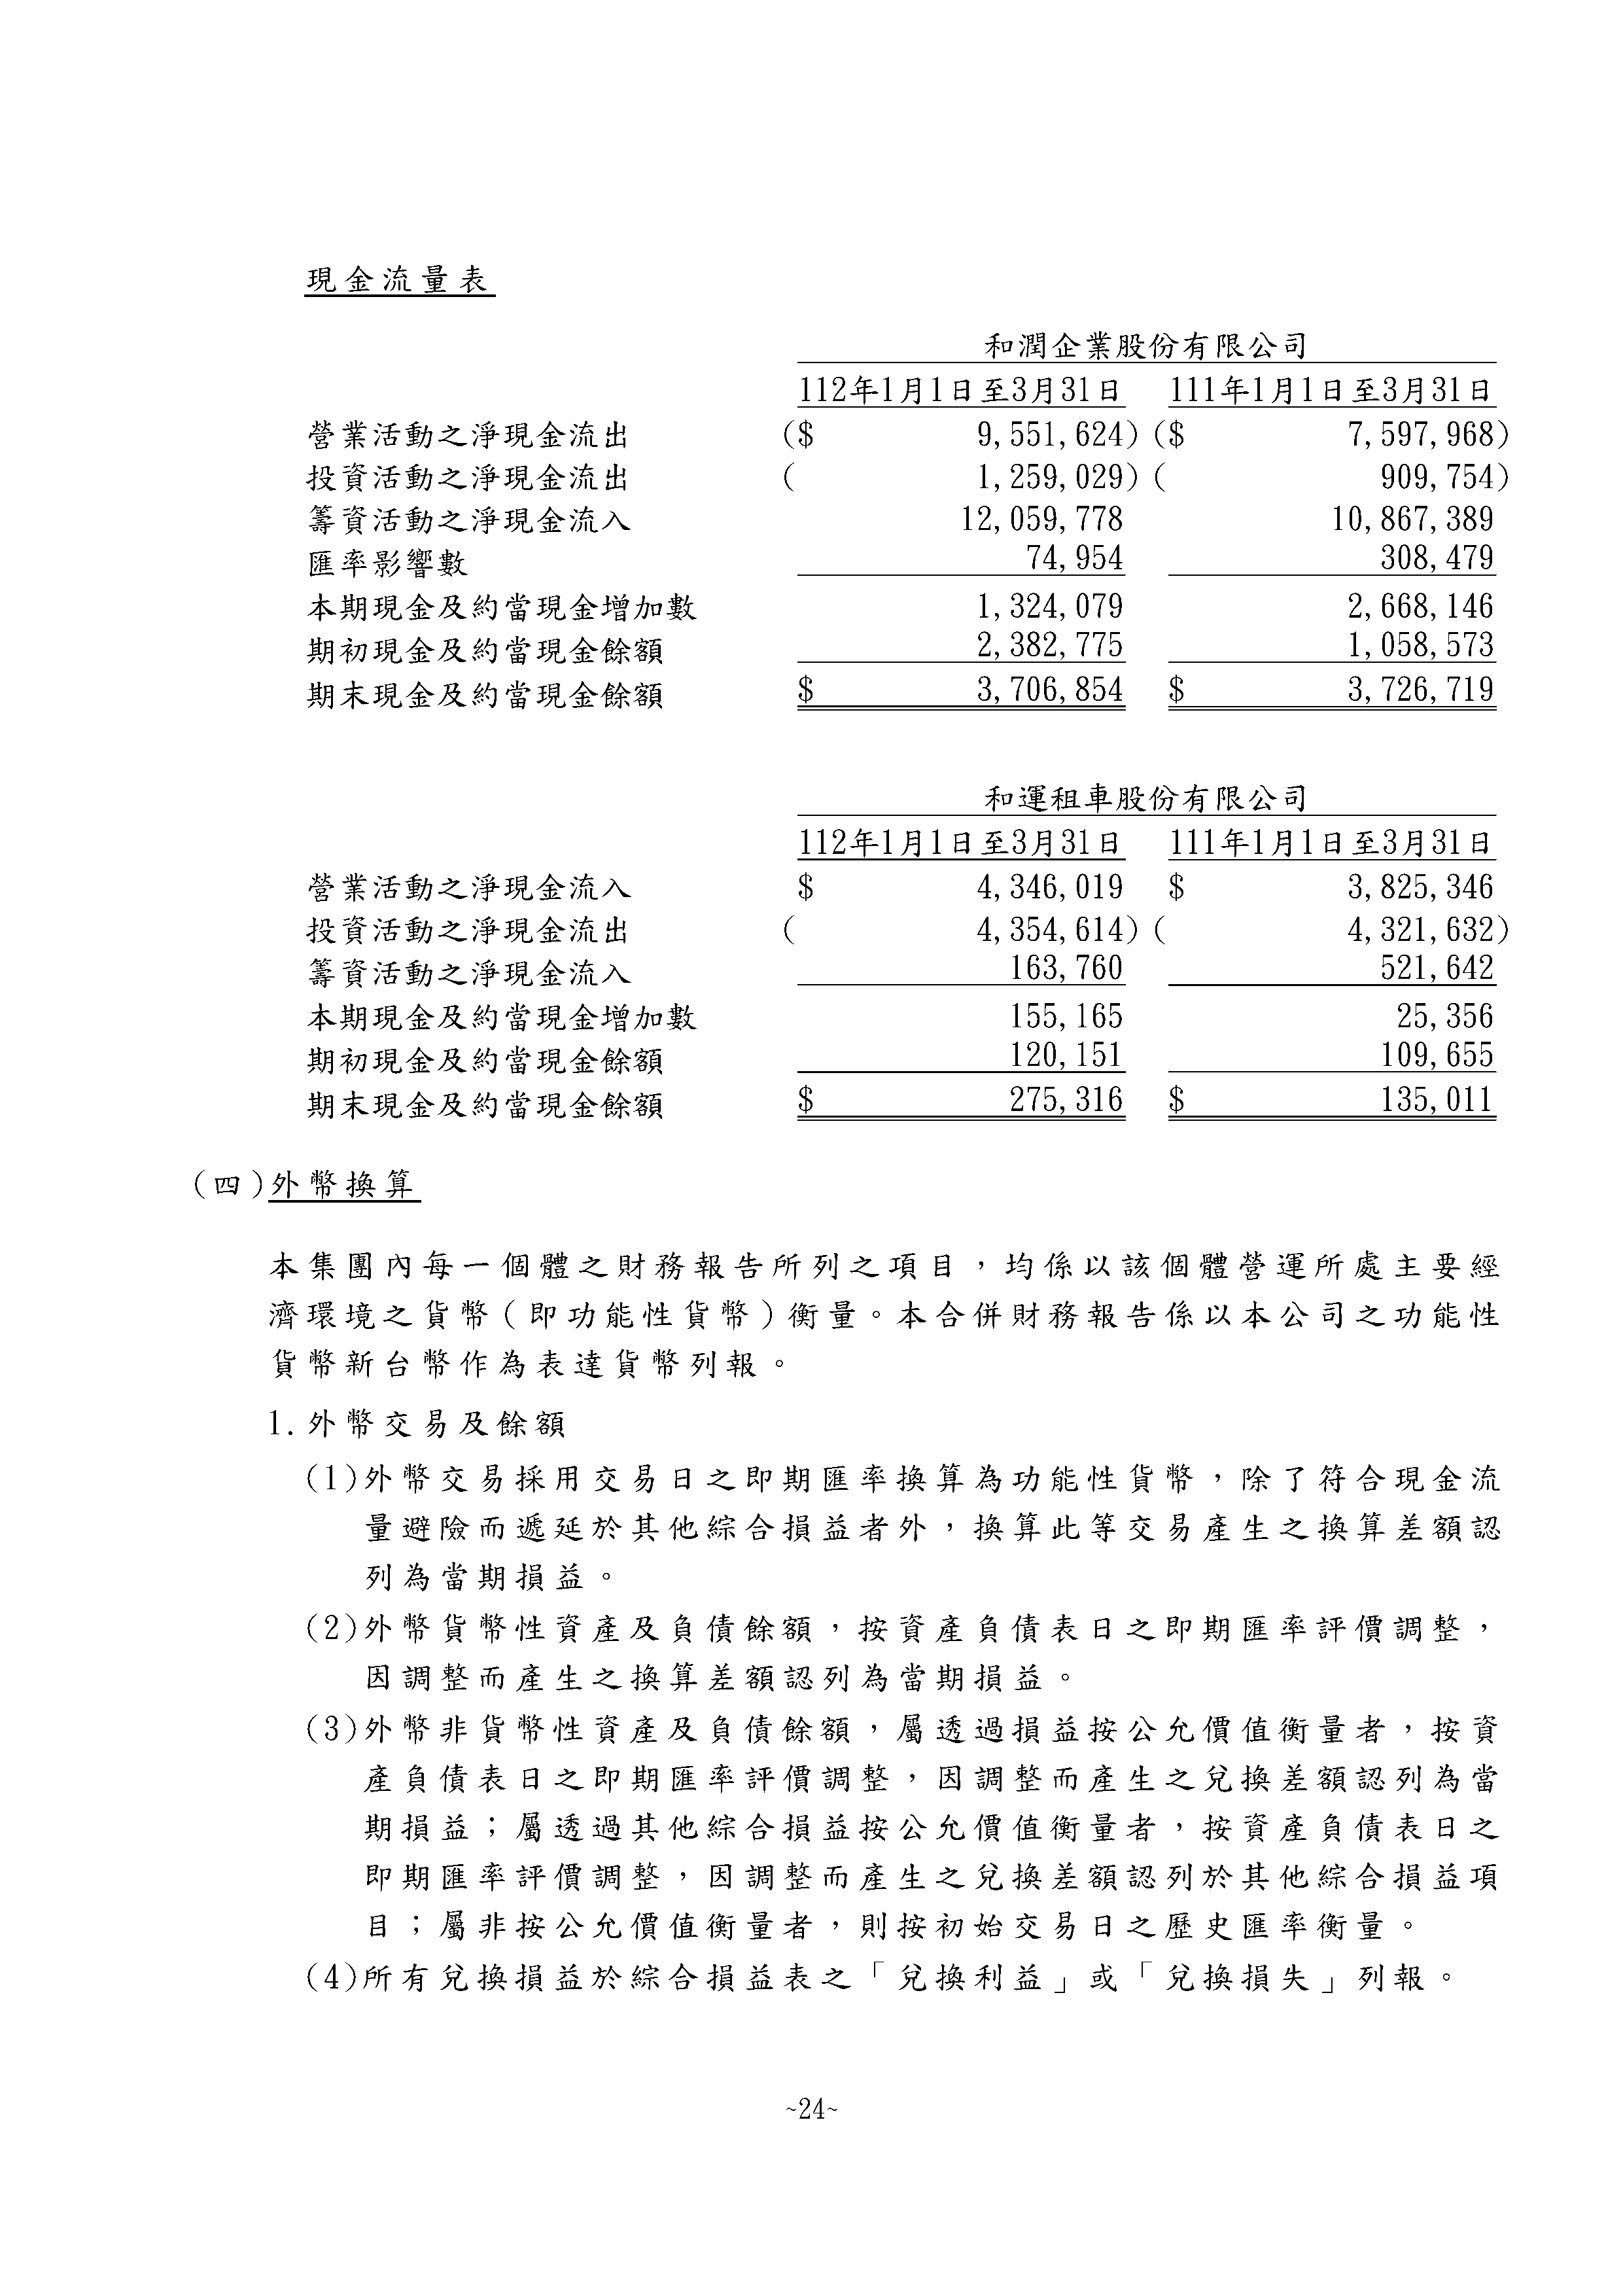 現金流量表
和潤企業股份有限公司
112年1月1日至3月31日 111年1月1日至3月31日
營業活動之淨現金流出 ($ 9,551,624) ($ 7,597,968)
投資活動之淨現金流出 ( 1,259,029) ( 909,754)
籌資活動之淨現金流入 12,059,778 10,867,389
匯率影響數 74,954 308,479
本期現金及約當現金增加數 1,324,079 2,668,146
期初現金及約當現金餘額 2,382,775 1,058,573
期末現金及約當現金餘額 $ 3,706,854 $ 3,726,719
和運租車股份有限公司
112年1月1日至3月31日 111年1月1日至3月31日
營業活動之淨現金流入 $ 4,346,019 $ 3,825,346
投資活動之淨現金流出 ( 4,354,614) ( 4,321,632)
籌資活動之淨現金流入 163,760 521,642
本期現金及約當現金增加數 155,165 25,356
期初現金及約當現金餘額 120,151 109,655
期末現金及約當現金餘額 $ 275,316 $ 135,011
(四)外幣換算
本集團內每一個體之財務報告所列之項目，均係以該個體營運所處主要經
濟環境之貨幣(即功能性貨幣)衡量。本合併財務報告係以本公司之功能性
貨幣新台幣作為表達貨幣列報。
1.外幣交易及餘額
(1)外幣交易採用交易日之即期匯率換算為功能性貨幣，除了符合現金流
量避險而遞延於其他綜合損益者外，換算此等交易產生之換算差額認
列為當期損益。
(2)外幣貨幣性資產及負債餘額，按資產負債表日之即期匯率評價調整，
因調整而產生之換算差額認列為當期損益。
(3)外幣非貨幣性資產及負債餘額，屬透過損益按公允價值衡量者，按資
產負債表日之即期匯率評價調整，因調整而產生之兌換差額認列為當
期損益；屬透過其他綜合損益按公允價值衡量者，按資產負債表日之
即期匯率評價調整，因調整而產生之兌換差額認列於其他綜合損益項
目；屬非按公允價值衡量者，則按初始交易日之歷史匯率衡量。
(4)所有兌換損益於綜合損益表之「兌換利益」或「兌換損失」列報。
~24~